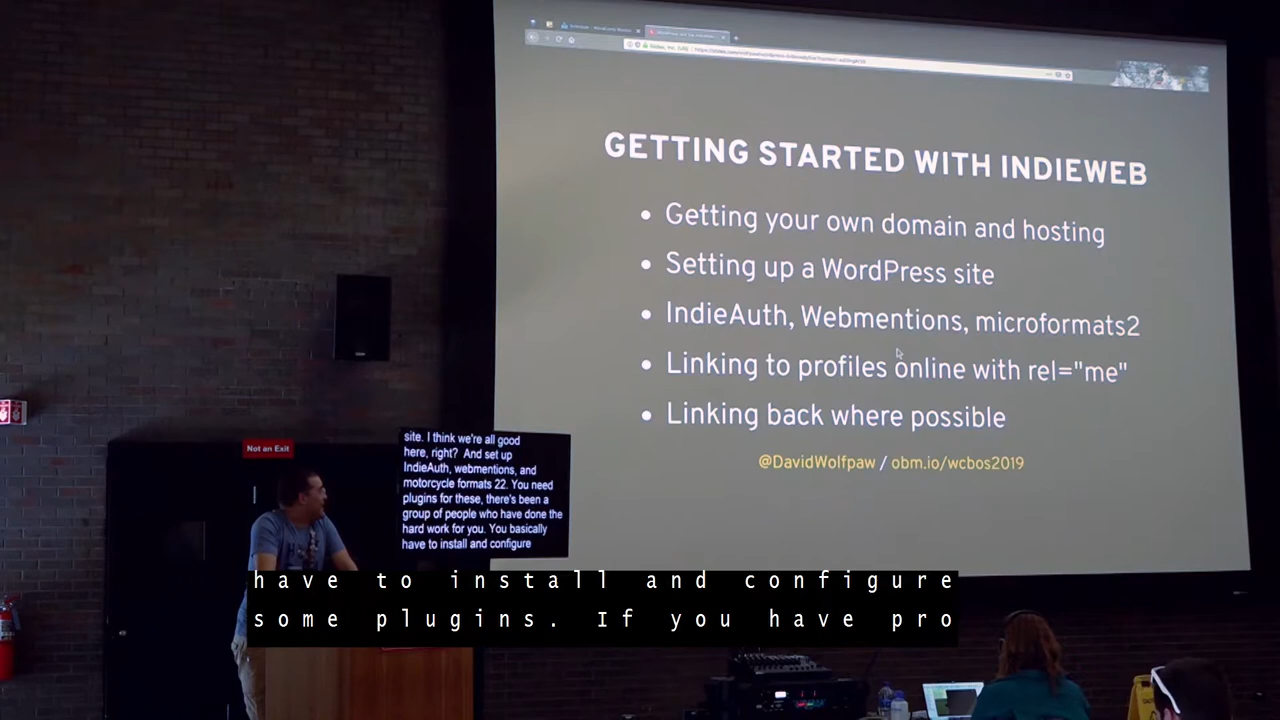 GETTING STARTED WITH INDIEWEB
• Getting your own domain and hosting
• Setting up a WordPress site
• IndieAuth, Webmentions, microformats2
• Linking to profiles online with rel="me"
• Linking back where possible
@DavidWolfpaw / obm.io/wcbos2019
Not an Exit
site. I think we're all good
here, right? And set up
IndieAuth, webmentions, and
motorcycle formats 22. You need
plugins for these, there's been a
group of people who have done the
hard work for you. You basically
have to install and configure
have to install and configure
some plugins. If you have pro